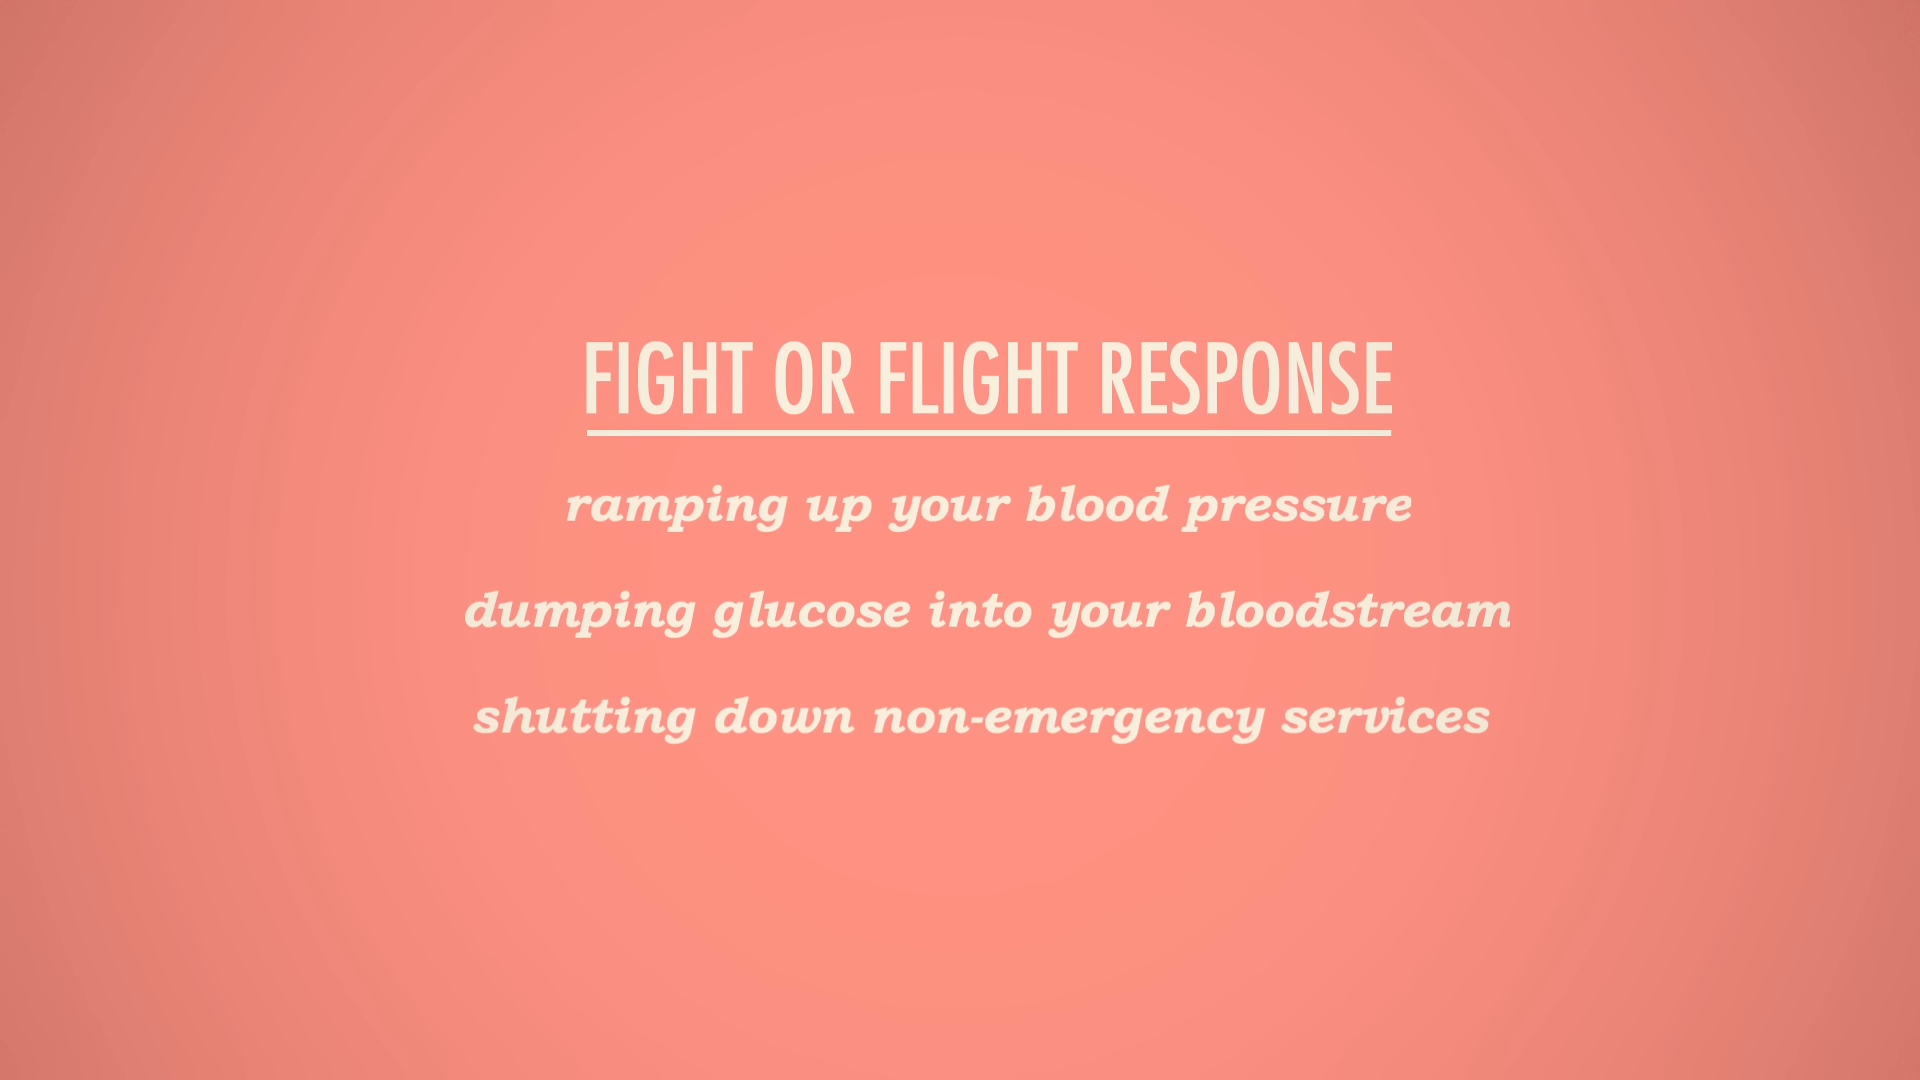 FIGHT OR FLIGHT RESPONSE
ramping up your blood pressure
dumping glucose into your bloodstream
shutting down non-emergency services